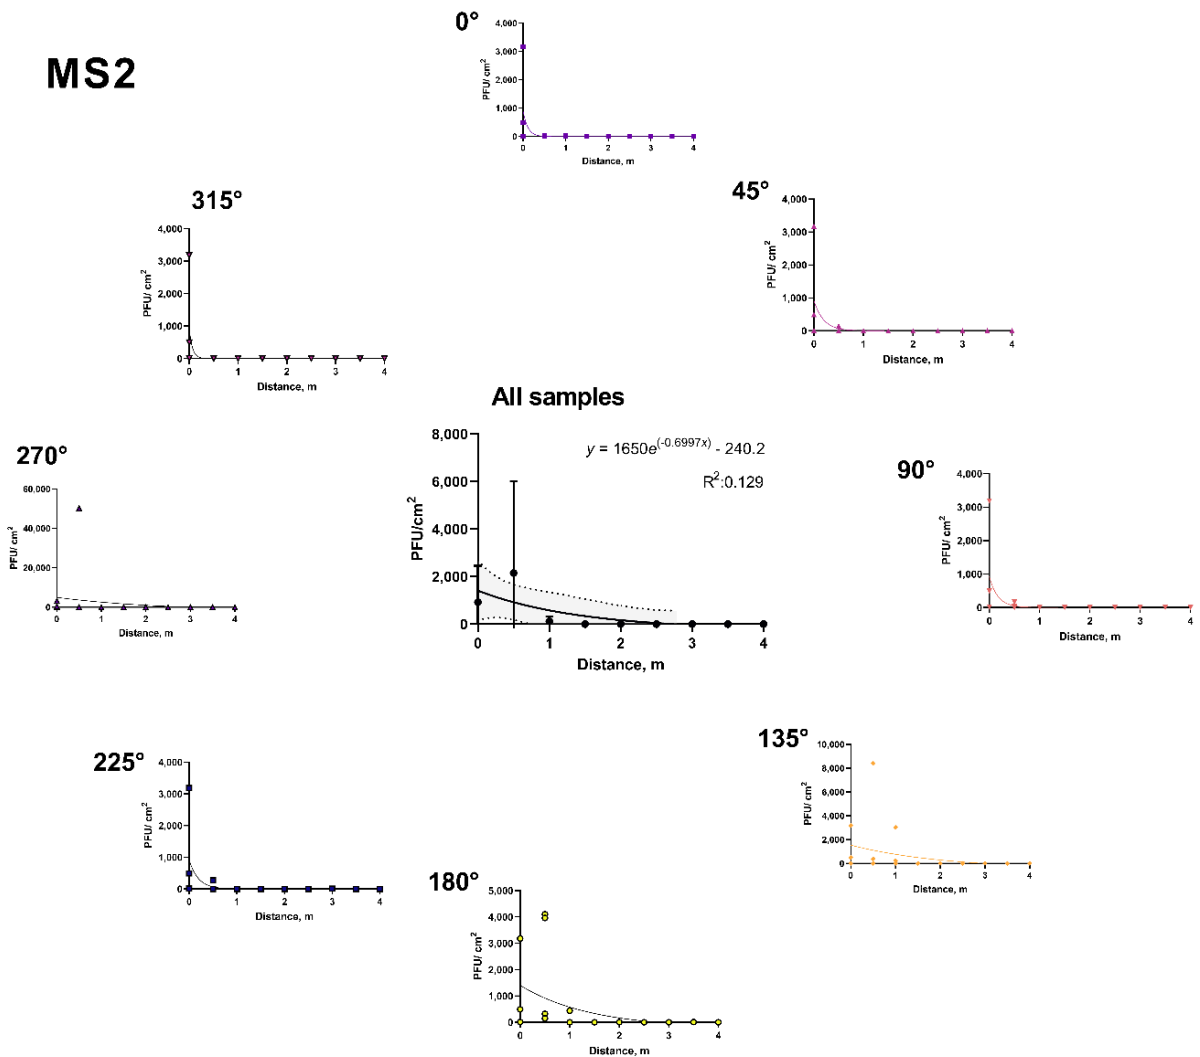 MS2
0°
4,000
3,000
2,000
1,000
0
PFU/ cm²
0 1 2 3 4
Distance, m
315°
4,000
3,000
2,000
1,000
0
PFU/ cm²
0 1 2 3 4
Distance, m
45°
4,000
3,000
2,000
1,000
0
PFU/ cm²
0 1 2 3 4
Distance, m
270°
60,000
40,000
20,000
0
PFU/ cm²
0 1 2 3 4
Distance, m
All samples
y = 1650e^(-0.6997x) - 240.2
R²:0.129
8,000
6,000
4,000
2,000
0
PFU/cm²
0 1 2 3 4
Distance, m
90°
4,000
3,000
2,000
1,000
0
PFU/ cm²
0 1 2 3 4
Distance, m
225°
4,000
3,000
2,000
1,000
0
PFU/ cm²
0 1 2 3 4
Distance, m
135°
10,000
8,000
6,000
4,000
2,000
0
PFU/ cm²
0 1 2 3 4
Distance, m
180°
5,000
4,000
3,000
2,000
1,000
0
PFU/ cm²
0 1 2 3 4
Distance, m